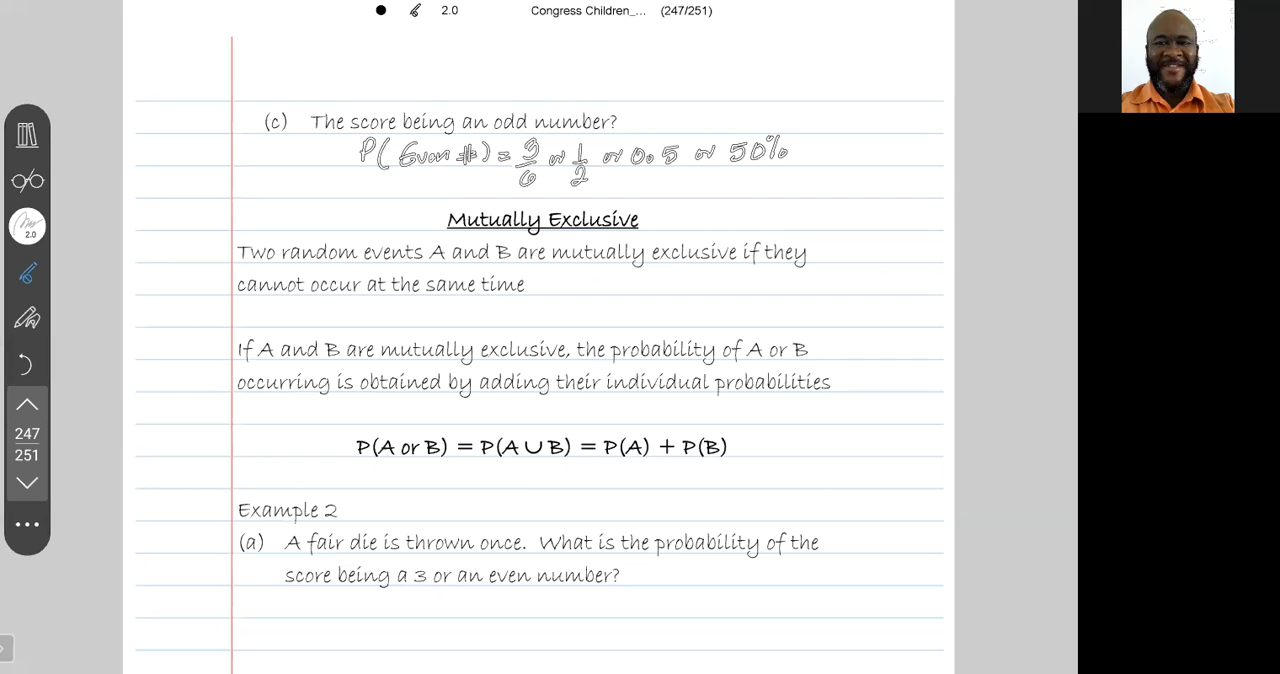 2.0 Congress Children_... (247/251)
(c) The score being an odd number?
P( Even # ) = 3/6 or 1/2 or 0.5 or 50%
Mutually Exclusive
Two random events A and B are mutually exclusive if they
cannot occur at the same time
If A and B are mutually exclusive, the probability of A or B
occurring is obtained by adding their individual probabilities
P(A or B) = P(A ∪ B) = P(A) + P(B)
Example 2
(a) A fair die is thrown once. What is the probability of the
score being a 3 or an even number?
2.0
247
251